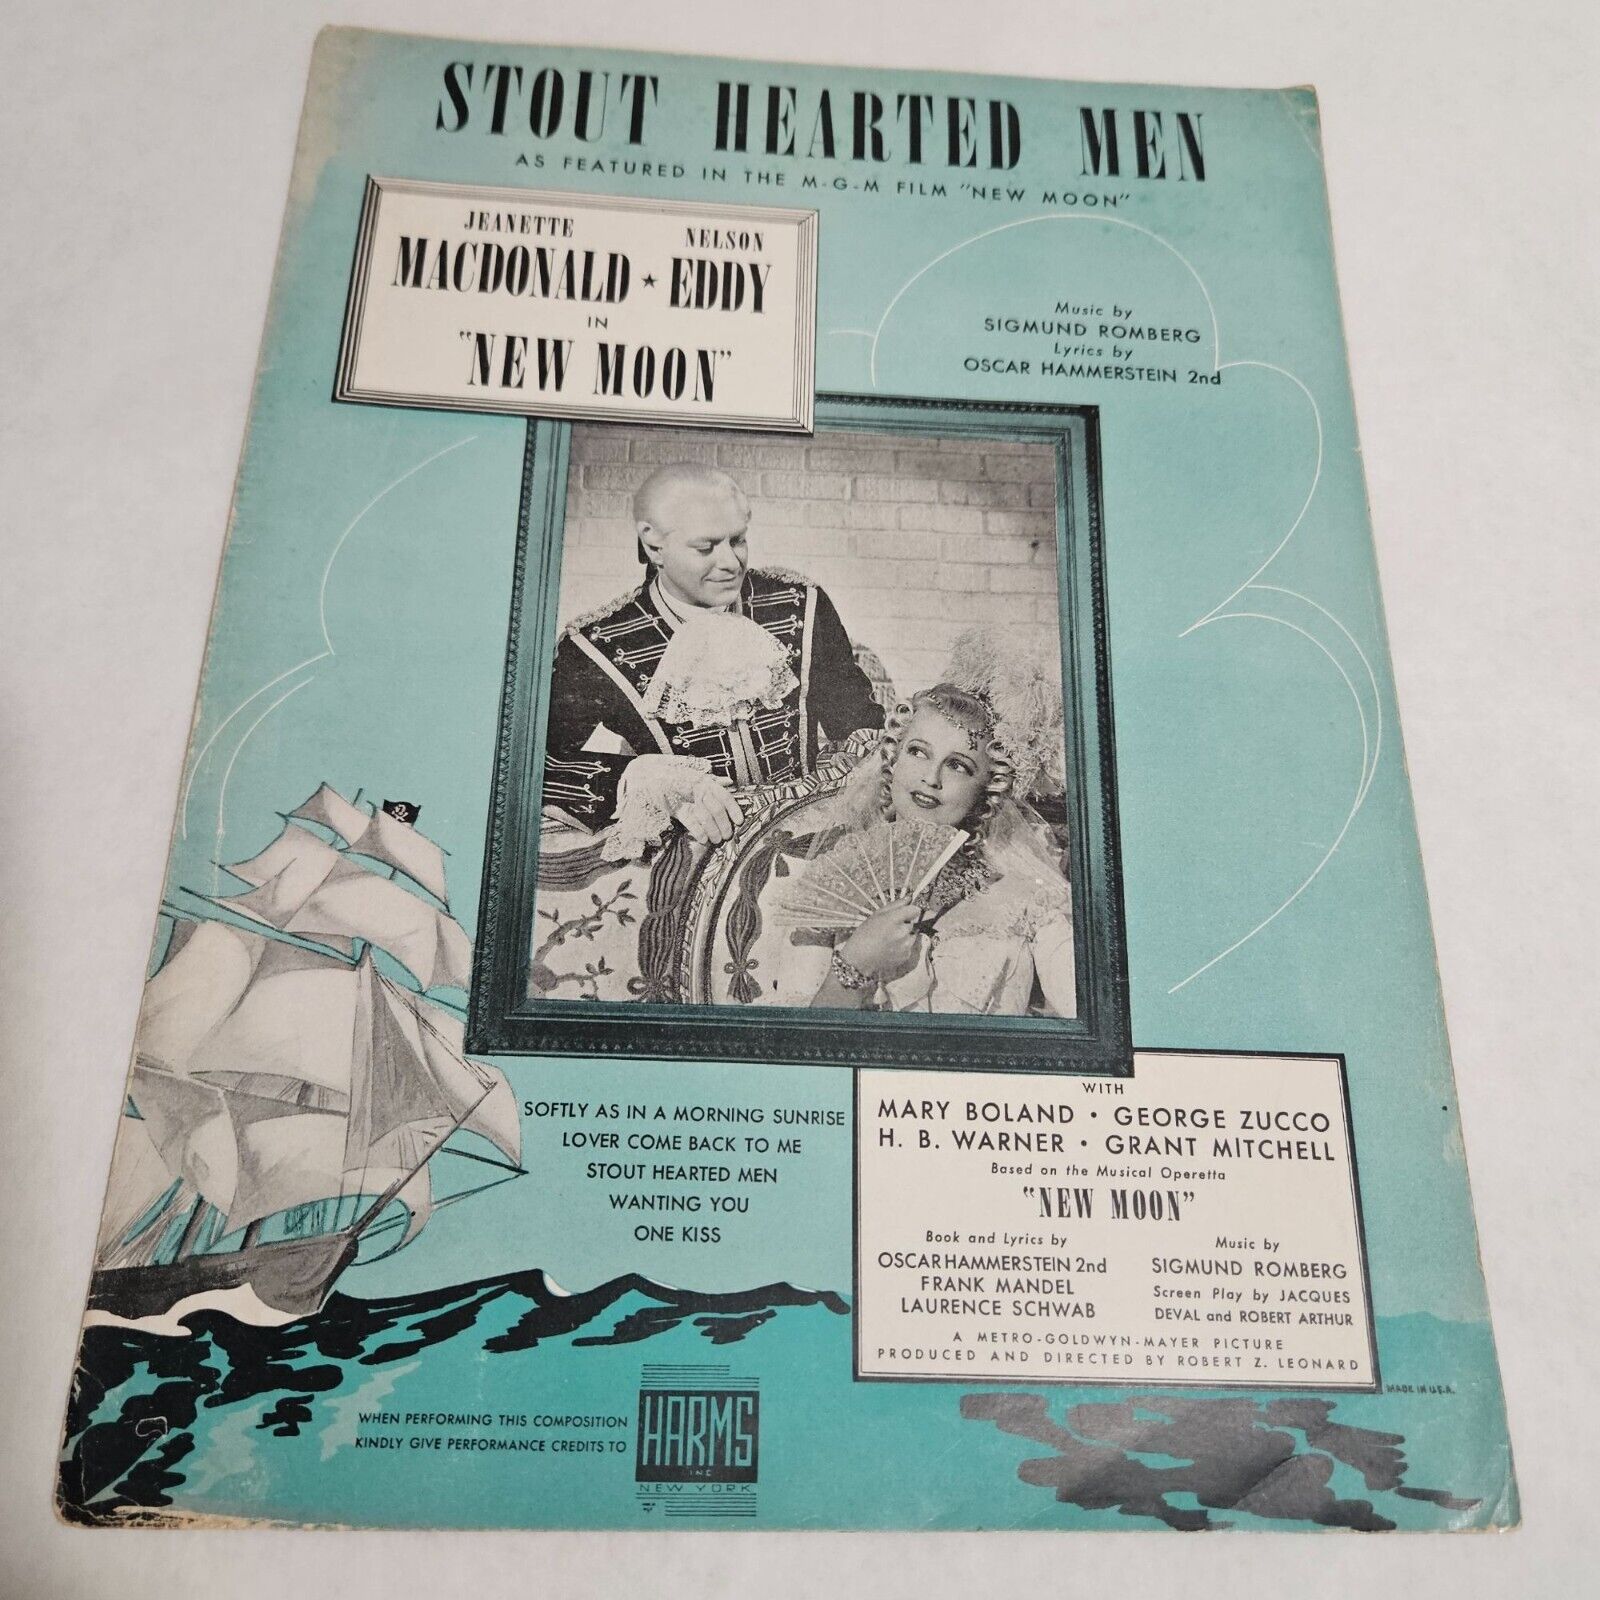 STOUT HEARTED MEN
AS FEATURED IN THE M-G-M FILM "NEW MOON"
JEANETTE NELSON
MACDONALD ★ EDDY
IN
"NEW MOON"
Music by
SIGMUND ROMBERG
Lyrics by
OSCAR HAMMERSTEIN 2nd
SOFTLY AS IN A MORNING SUNRISE
LOVER COME BACK TO ME
STOUT HEARTED MEN
WANTING YOU
ONE KISS
WITH
MARY BOLAND • GEORGE ZUCCO
H. B. WARNER • GRANT MITCHELL
Based on the Musical Operetta
"NEW MOON"
Book and Lyrics by
OSCAR HAMMERSTEIN 2nd
FRANK MANDEL
LAURENCE SCHWAB
Music by
SIGMUND ROMBERG
Screen Play by JACQUES
DEVAL and ROBERT ARTHUR
A METRO-GOLDWYN-MAYER PICTURE
PRODUCED AND DIRECTED BY ROBERT Z. LEONARD
MADE IN U.S.A.
WHEN PERFORMING THIS COMPOSITION
KINDLY GIVE PERFORMANCE CREDITS TO
HARMS
INC
NEW YORK